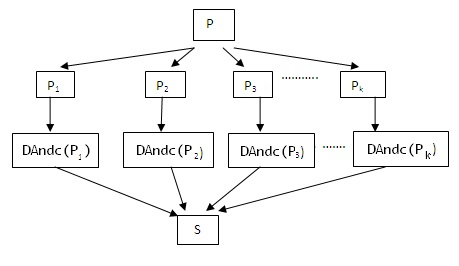 P
P₁ P₂ P₃ ............ Pₖ
DAndc(P₁) DAndc(P₂) DAndc(P₃) ....... DAndc(Pₖ)
S